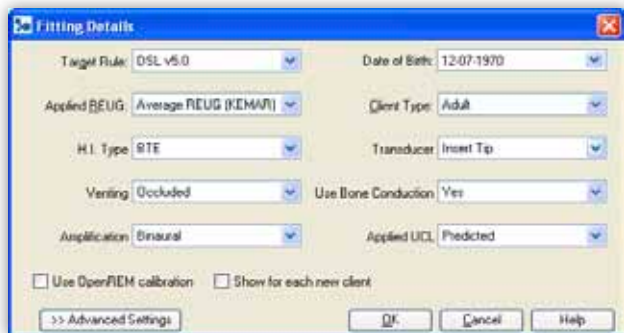 Fitting Details
Target Rule: DSL v5.0 Date of Birth: 12-07-1970
Applied REUG: Average REUG (KEMAR) Client Type: Adult
H.I. Type BTE Transducer Insert Tip
Venting Occluded Use Bone Conduction Yes
Amplification Binaural Applied UCL Predicted
Use OpenREM calibration Show for each new client
>> Advanced Settings OK Cancel Help